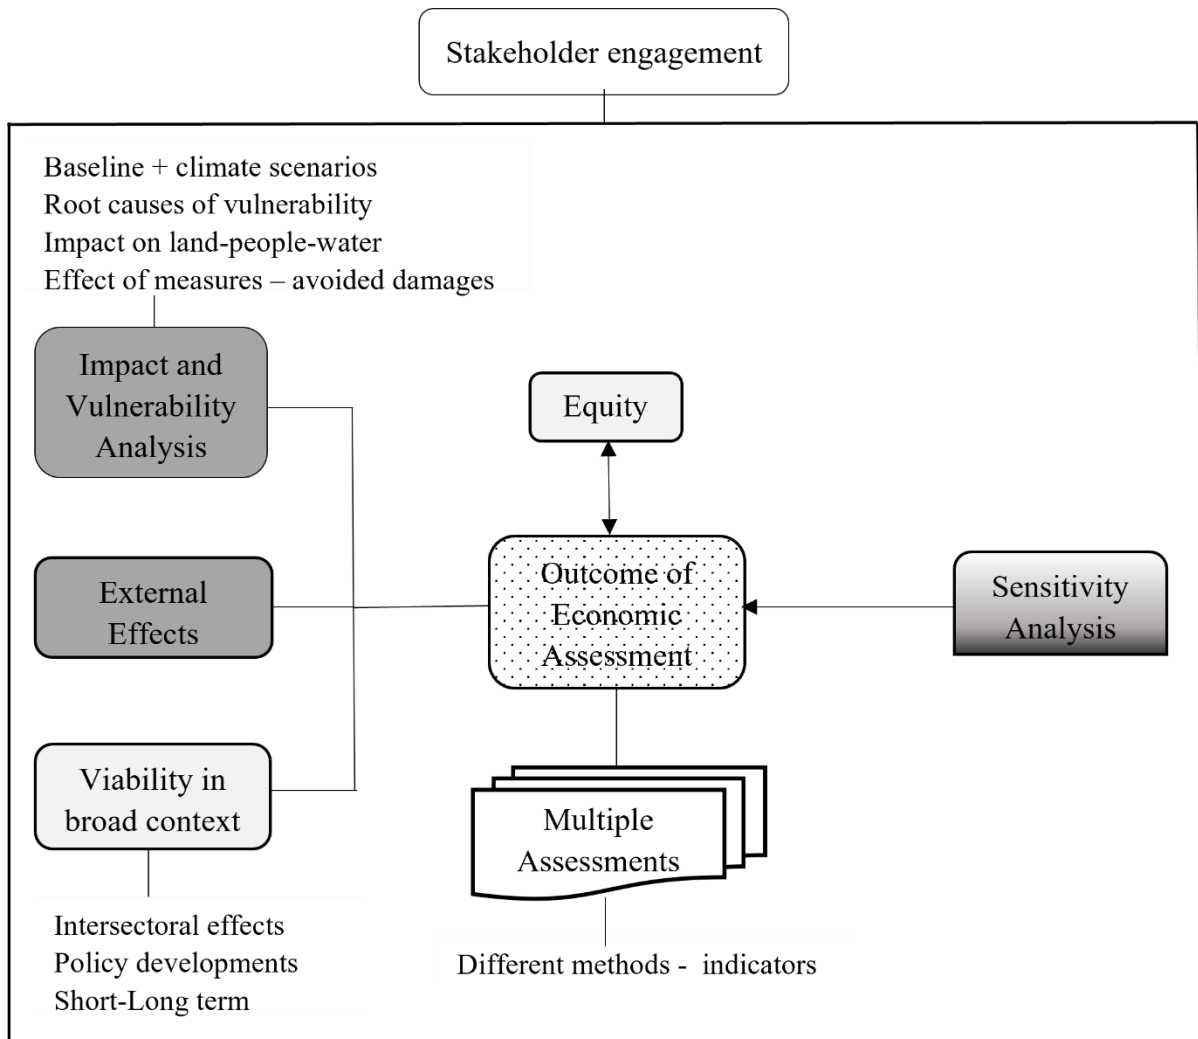 Stakeholder engagement
Baseline + climate scenarios
Root causes of vulnerability
Impact on land-people-water
Effect of measures – avoided damages
Impact and
Vulnerability
Analysis
Equity
External
Effects
Outcome of
Economic
Assessment
Sensitivity
Analysis
Viability in
broad context
Multiple
Assessments
Intersectoral effects
Policy developments
Short-Long term
Different methods - indicators